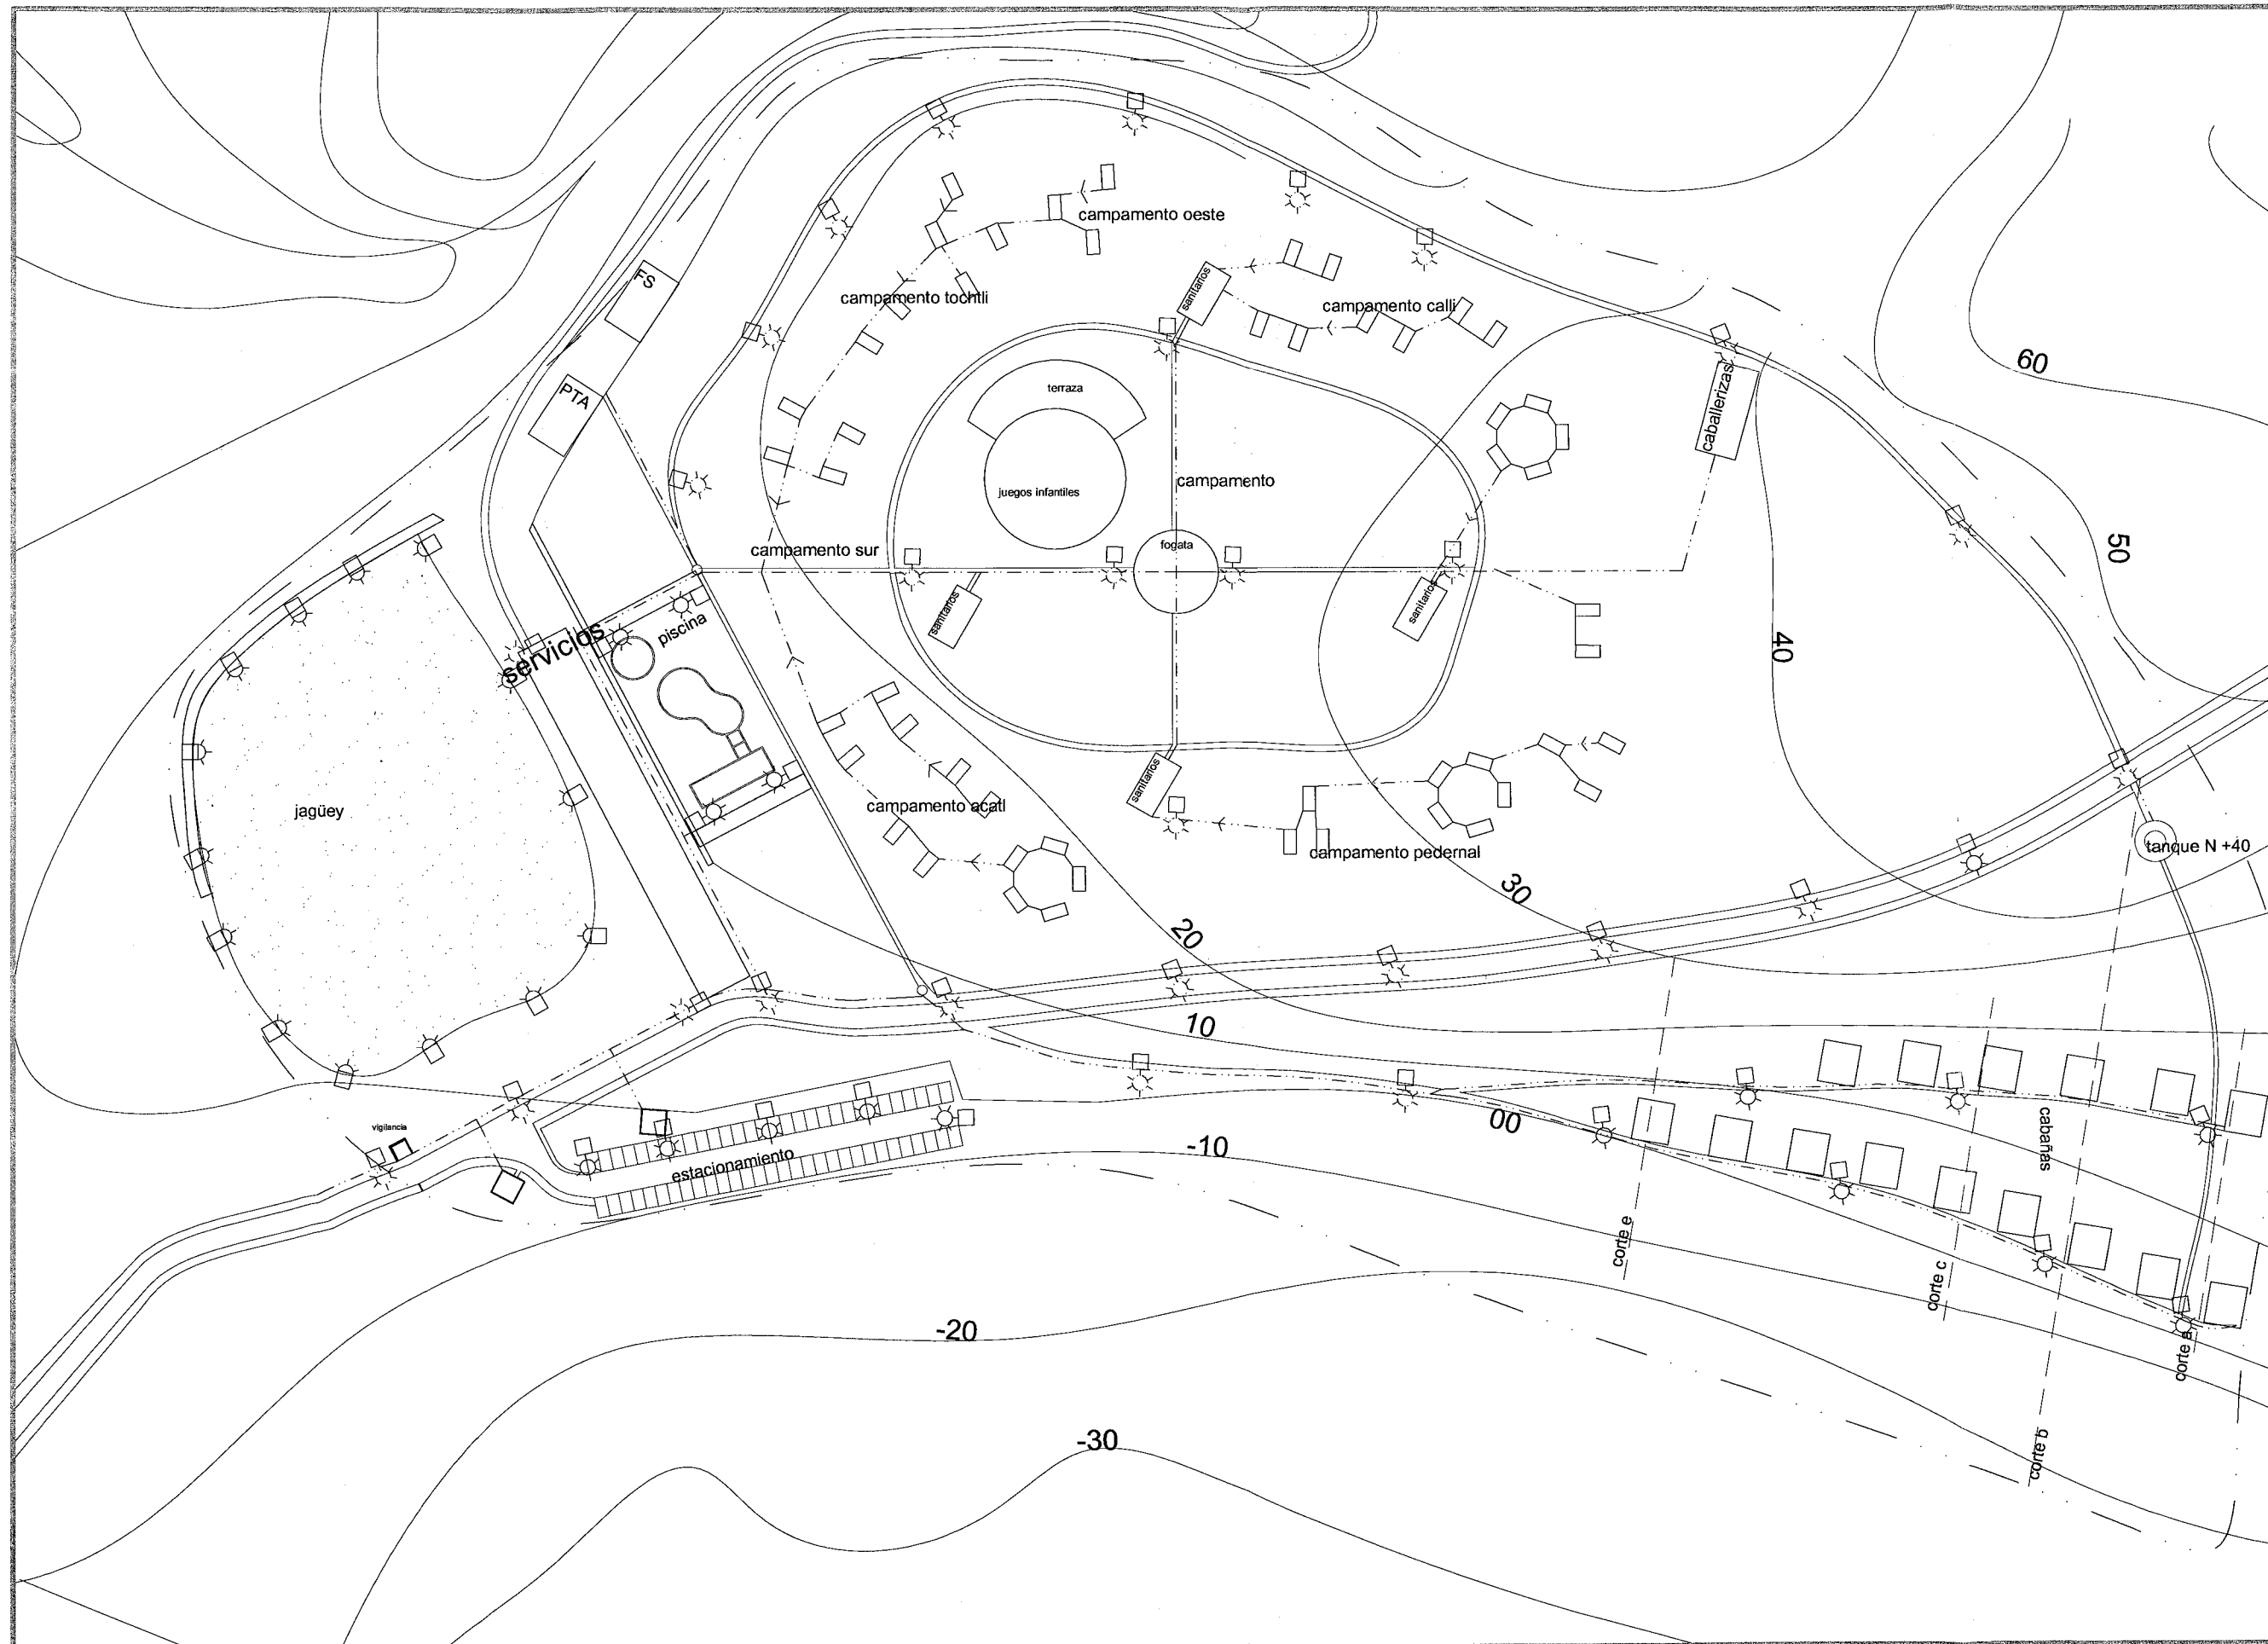 campamento oeste
FS
sanitarios
campamento tochtli
campamento calli
60
PTA
terraza
caballerizas
campamento
juegos infantiles
campamento sur
fogata
50
sanitarios
sanitarios
40
servicios
piscina
sanitarios
jagüey
campamento acatl
campamento pedernal
tanque N +40
30
20
10
vigilancia
00
cabañas
-10
estacionamiento
corte e
corte c
-20
corte a
-30
corte b